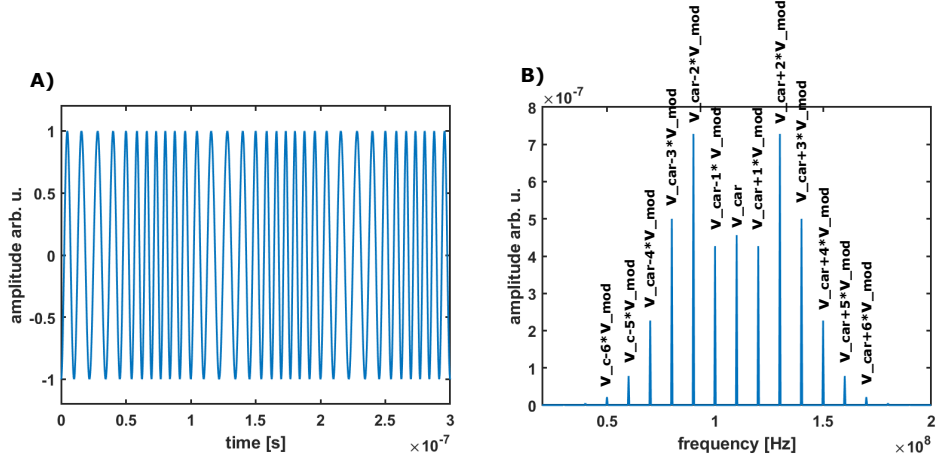 A)
amplitude arb. u.
1
0.5
0
-0.5
-1
0
0.5
1
1.5
2
2.5
3
time [s]
×10^-7
B)
×10^-7
amplitude arb. u.
8
7
6
5
4
3
2
1
0
V_c-6*V_mod
V_c-5*V_mod
V_car-4*V_mod
V_car-3*V_mod
V_car-2*V_mod
V_car-1* V_mod
V_car
V_car+1*V_mod
V_car+2*V_mod
V_car+3*V_mod
V_car+4*V_mod
V_car+5*V_mod
V_car+6*V_mod
0.5
1
1.5
2
frequency [Hz]
×10^8